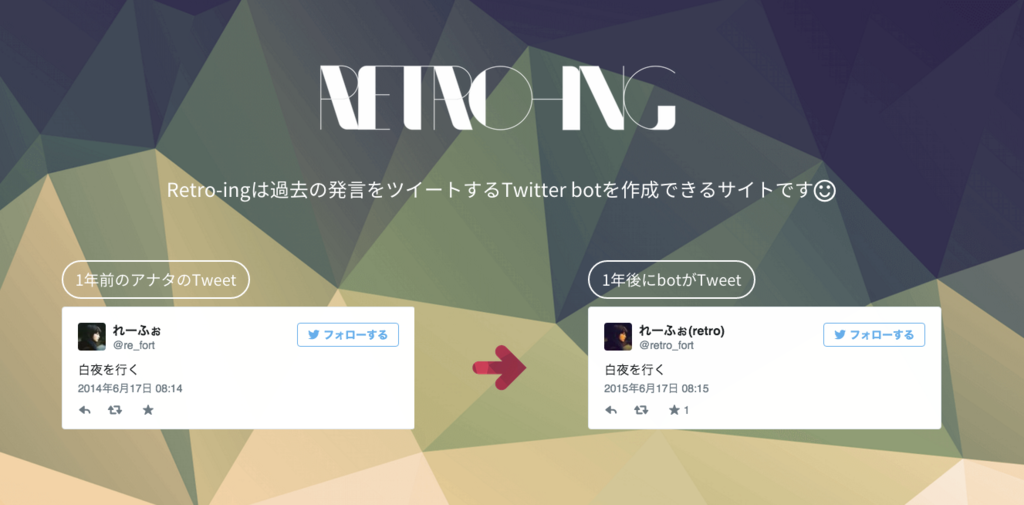 RETRO-ING
Retro-ingは過去の発言をツイートするTwitter botを作成できるサイトです
1年前のアナタのTweet
れーふぉ
@re_fort
フォローする
白夜を行く
2014年6月17日 08:14
1年後にbotがTweet
れーふぉ(retro)
@retro_fort
フォローする
白夜を行く
2015年6月17日 08:15
1